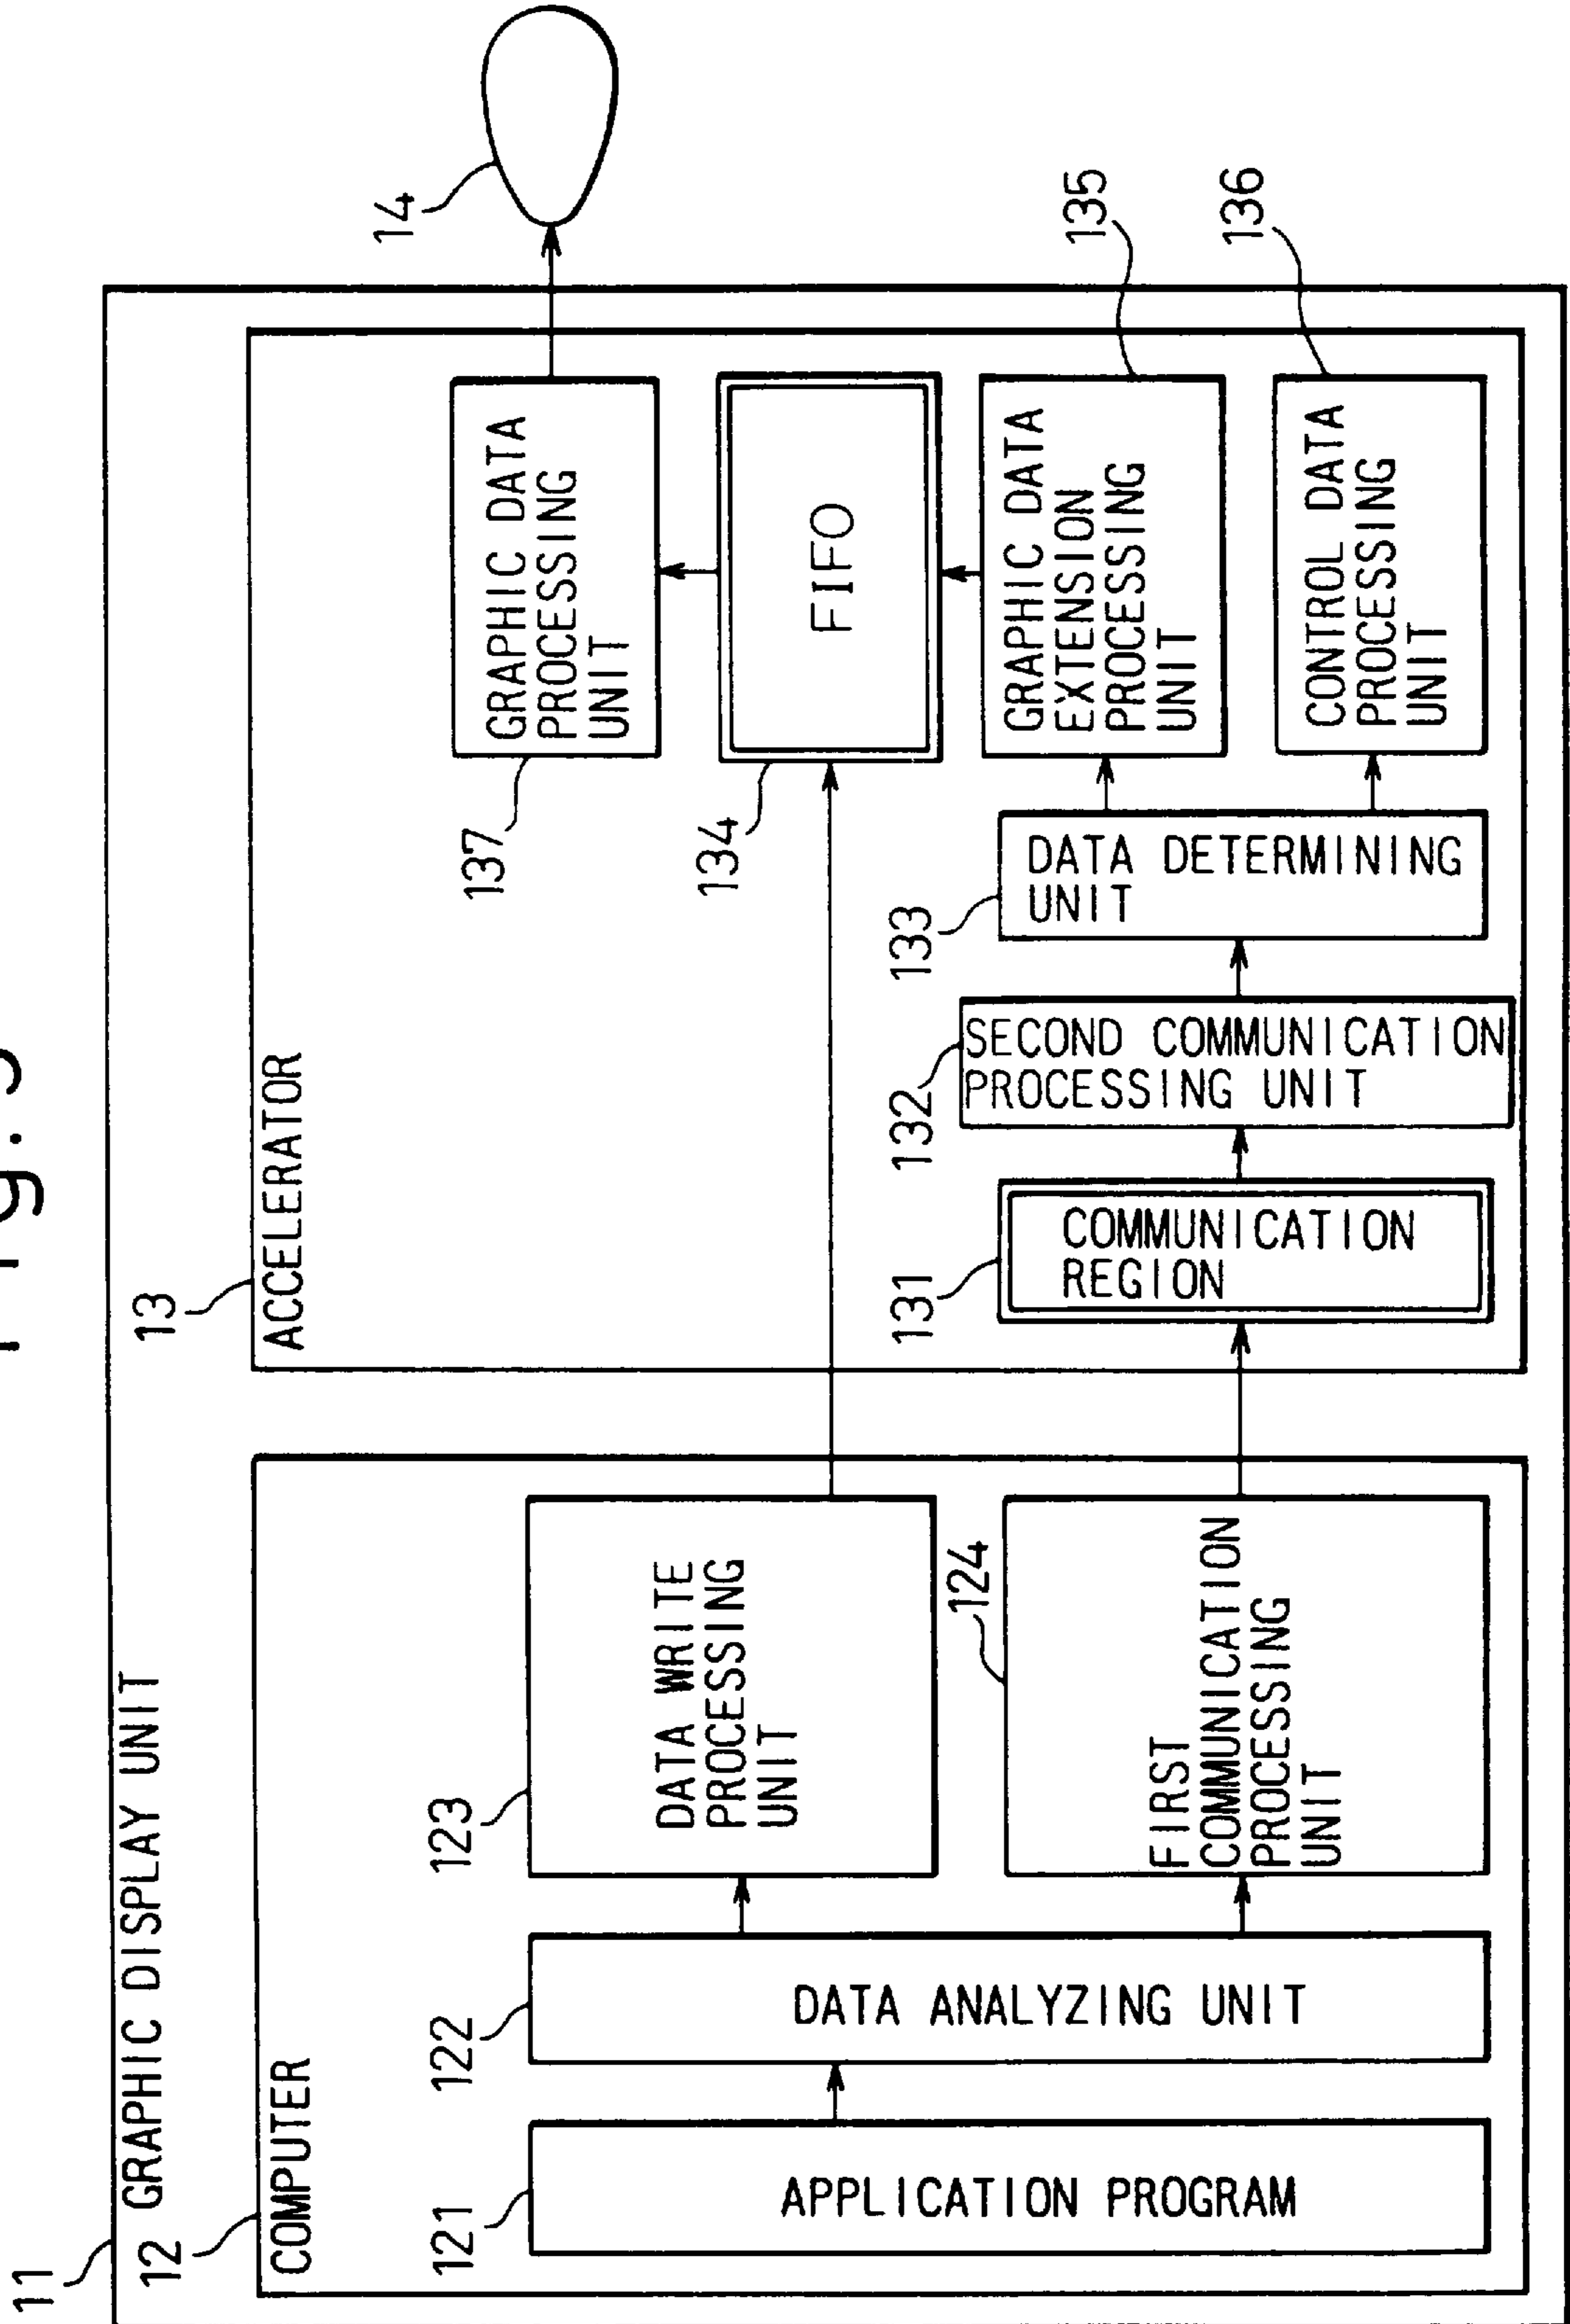 Fig.
11
GRAPHIC DISPLAY UNIT
12
COMPUTER
121
APPLICATION PROGRAM
122
DATA ANALYZING UNIT
123
DATA WRITE
PROCESSING
UNIT
124
FIRST
COMMUNICATION
PROCESSING
UNIT
13
ACCELERATOR
131
COMMUNICATION
REGION
132
SECOND COMMUNICATION
PROCESSING UNIT
133
DATA DETERMINING
UNIT
134
FIFO
135
GRAPHIC DATA
EXTENSION
PROCESSING
UNIT
136
CONTROL DATA
PROCESSING
UNIT
137
GRAPHIC DATA
PROCESSING
UNIT
14